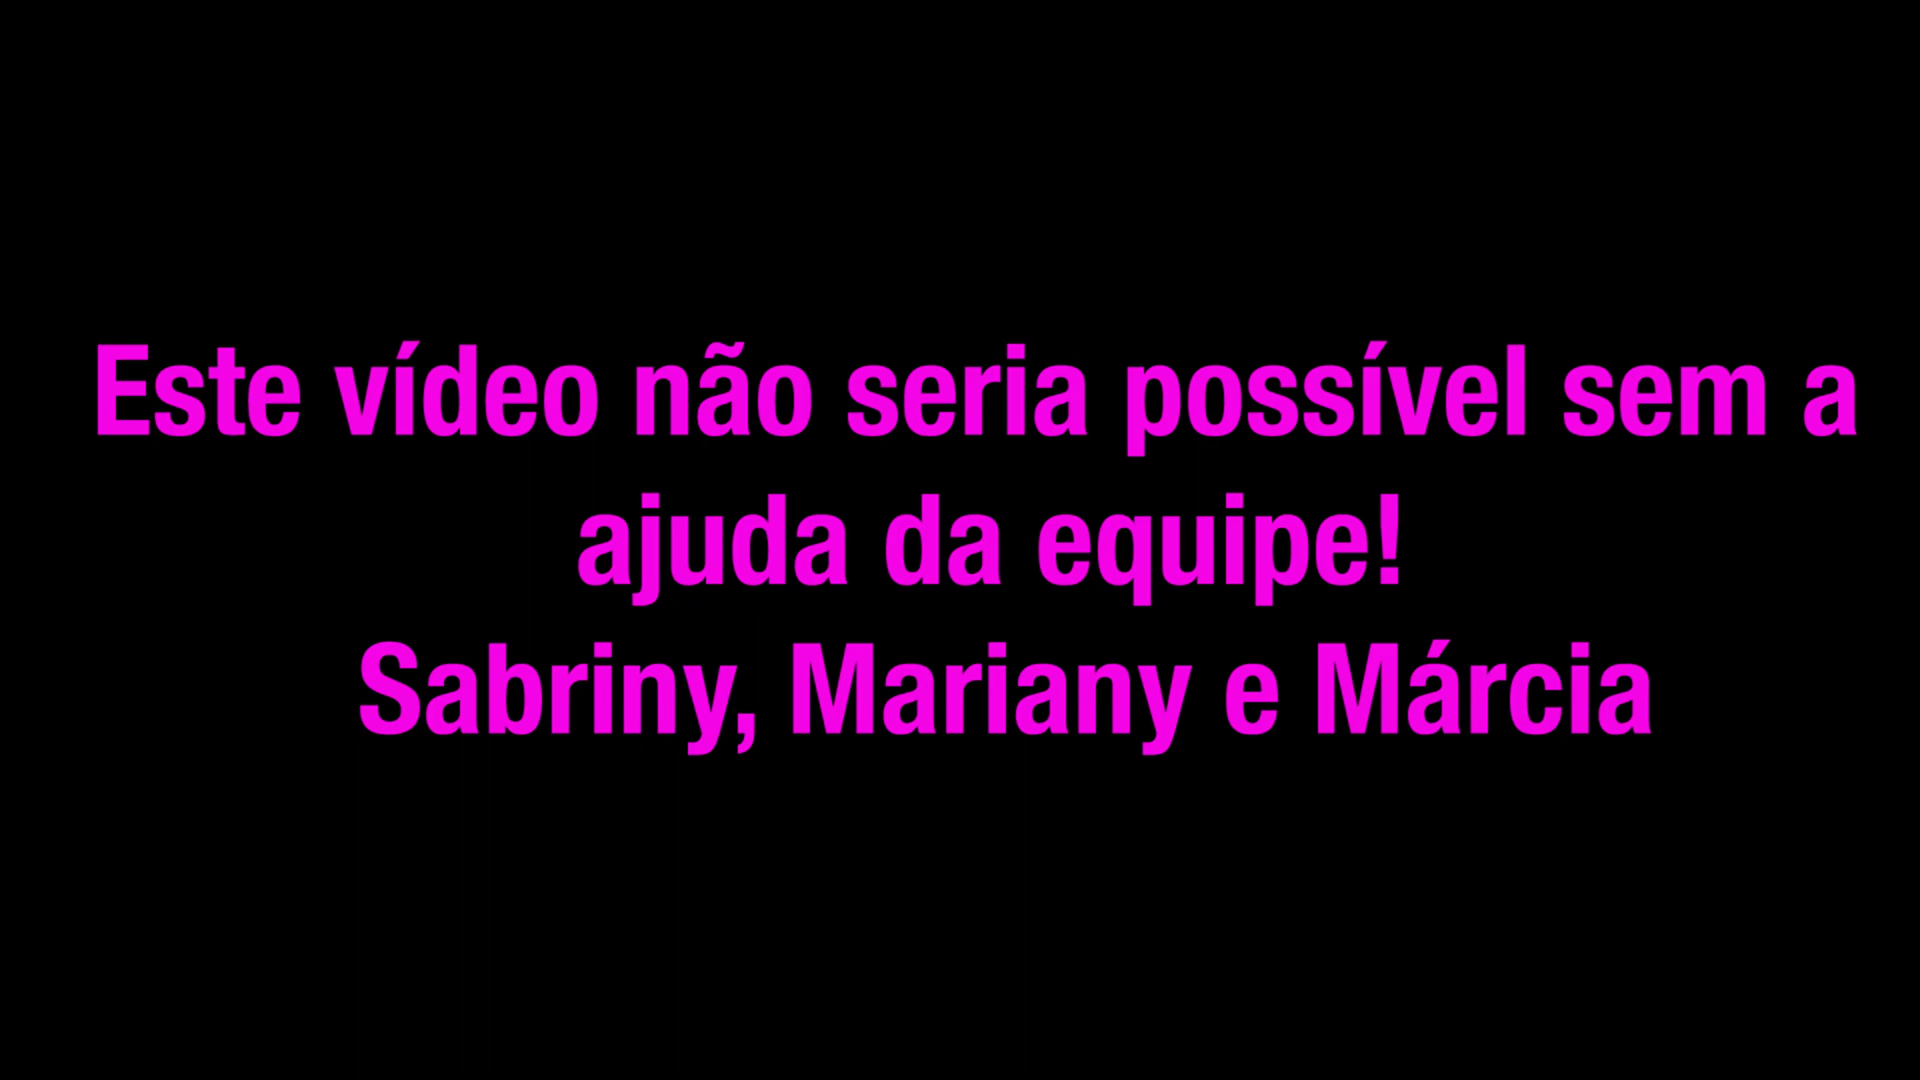 Este vídeo não seria possível sem a
ajuda da equipe!
Sabriny, Mariany e Márcia